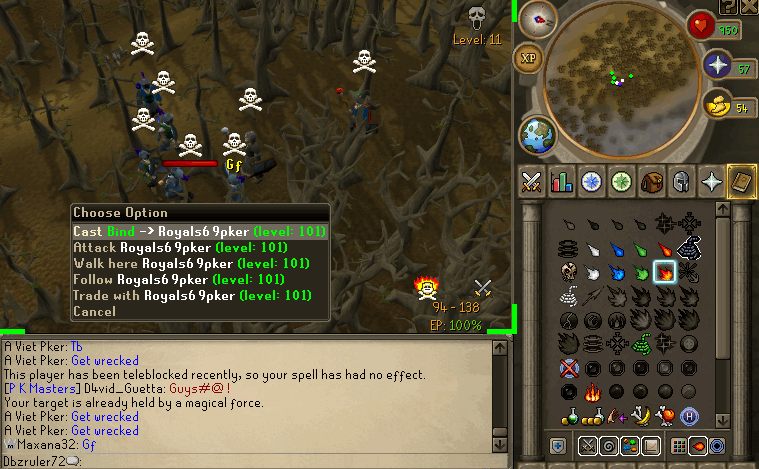 Level: 11
Gf
Choose Option
Cast Bind -> Royals6 9pker (level: 101)
Attack Royals6 9pker (level: 101)
Walk here Royals6 9pker (level: 101)
Follow Royals6 9pker (level: 101)
Trade with Royals6 9pker (level: 101)
Cancel
94 - 138
EP: 100%
A Viet Pker: Tb
A Viet Pker: Get wrecked
This player has been teleblocked recently, so your spell has had no effect.
[P K Masters] D4vid_Guetta: Guys#@!
Your target is already held by a magical force.
A Viet Pker: Get wrecked
A Viet Pker: Get wrecked
Maxana32: Gf
Dbzruler72:
?
950
XP
57
54
H